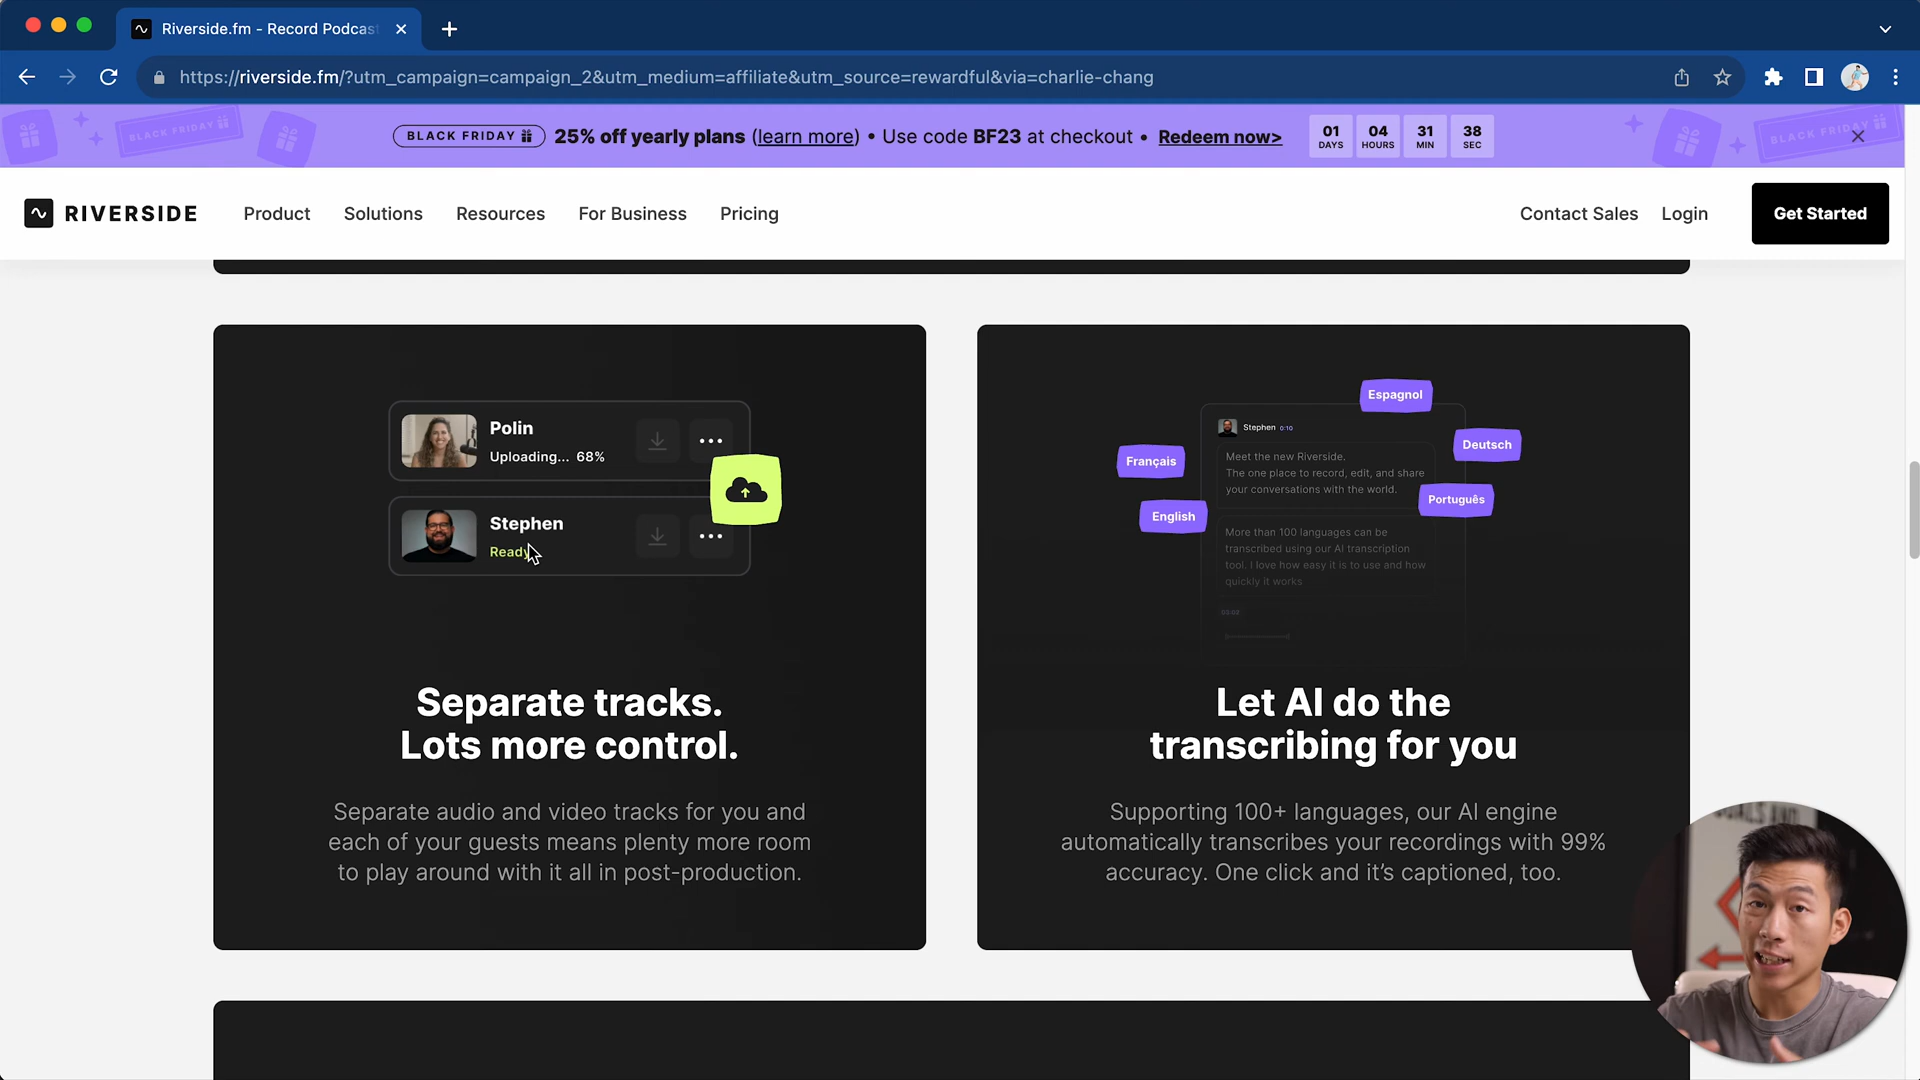 Riverside.fm - Record Podcast
https://riverside.fm/?utm_campaign=campaign_2&utm_medium=affiliate&utm_source=rewardful&via=charlie-chang
BLACK FRIDAY
BLACK FRIDAY 25% off yearly plans (learn more) • Use code BF23 at checkout • Redeem now>
01 04 31 38
DAYS HOURS MIN SEC
BLACK FRIDAY
RIVERSIDE Product Solutions Resources For Business Pricing Contact Sales Login Get Started
Polin
Uploading... 68%
Stephen
Ready
Separate tracks.
Lots more control.
Separate audio and video tracks for you and
each of your guests means plenty more room
to play around with it all in post-production.
Espagnol
Stephen 0:10
Deutsch
Français
Meet the new Riverside.
The one place to record, edit, and share
your conversations with the world.
Português
English
More than 100 languages can be
transcribed using our AI transcription
tool. I love how easy it is to use and how
quickly it works
Let AI do the
transcribing for you
Supporting 100+ languages, our AI engine
automatically transcribes your recordings with 99%
accuracy. One click and it's captioned, too.